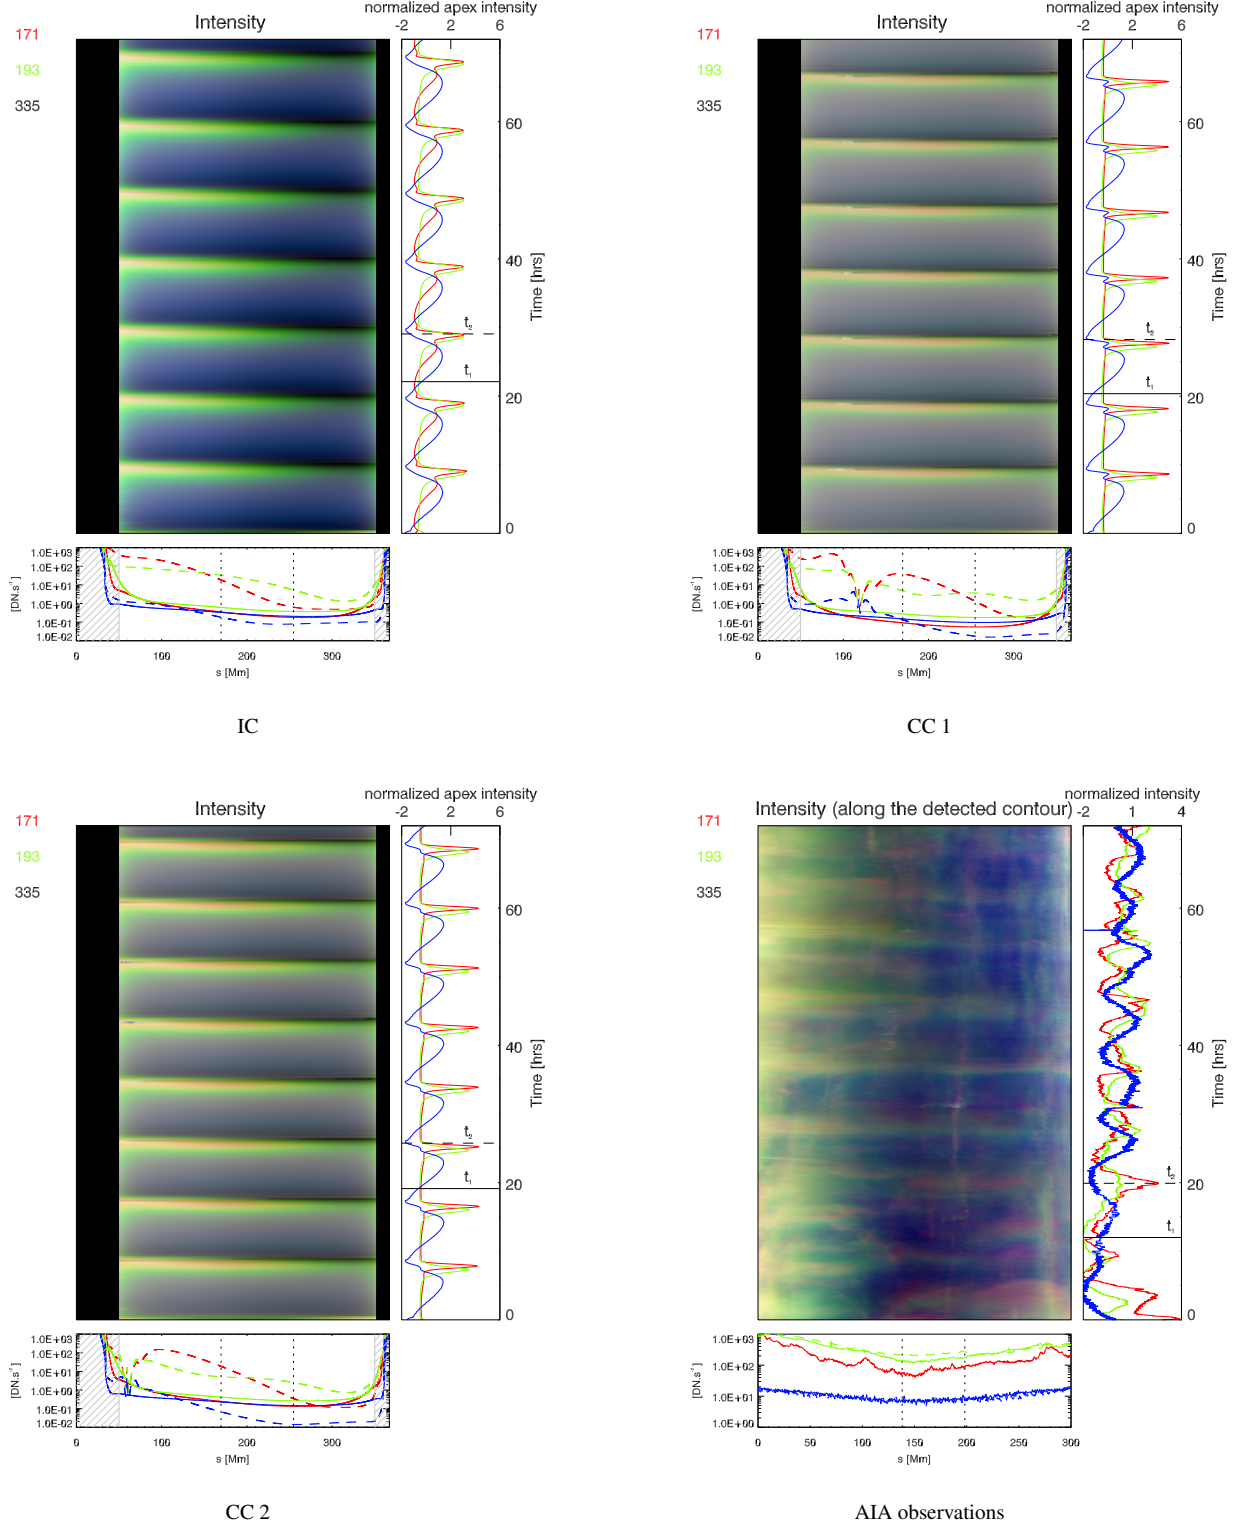 Intensity
normalized apex intensity
-2 2 6
171
193
335
60
40
20
0
Time [hrs]
t2
t1
1.0E+03
1.0E+02
1.0E+01
1.0E+00
1.0E-01
1.0E-02
[DN.s-1]
0 100 200 300
s [Mm]
IC
Intensity
normalized apex intensity
-2 2 6
171
193
335
60
40
20
0
Time [hrs]
t2
t1
1.0E+03
1.0E+02
1.0E+01
1.0E+00
1.0E-01
1.0E-02
[DN.s-1]
0 100 200 300
s [Mm]
CC 1
Intensity
normalized apex intensity
-2 2 6
171
193
335
60
40
20
0
Time [hrs]
t2
t1
1.0E+03
1.0E+02
1.0E+01
1.0E+00
1.0E-01
1.0E-02
[DN.s-1]
0 100 200 300
s [Mm]
CC 2
Intensity (along the detected contour)
normalized intensity
-2 1 4
171
193
335
60
40
20
0
Time [hrs]
t2
t1
1.0E+03
1.0E+02
1.0E+01
1.0E+00
[DN.s-1]
0 50 100 150 200 250 300
s [Mm]
AIA observations